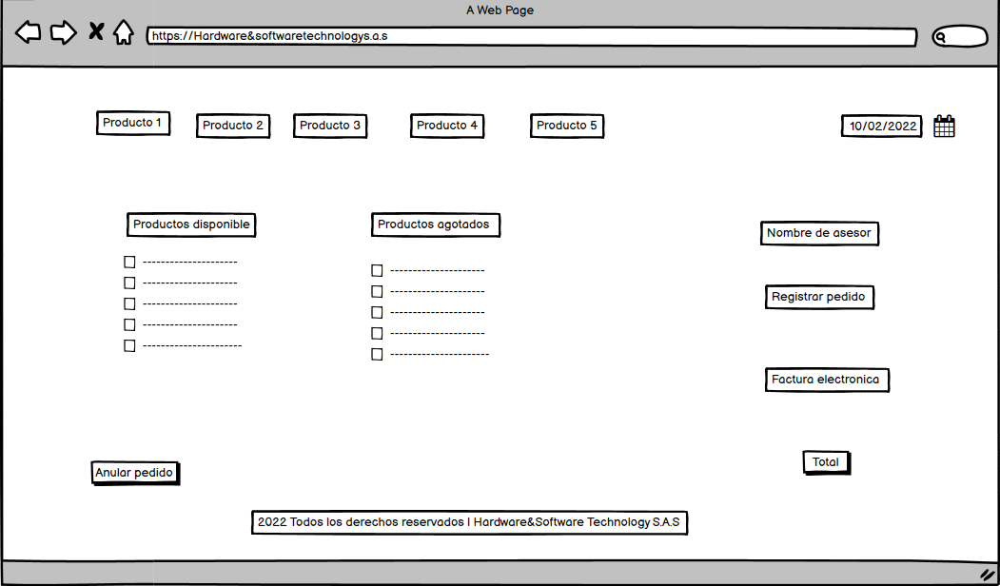 A Web Page
https://Hardware&softwaretechnologys.a.s
Producto 1
Producto 2
Producto 3
Producto 4
Producto 5
10/02/2022
Productos disponible
Productos agotados
Nombre de asesor
---------------------
---------------------
---------------------
---------------------
----------------------
---------------------
---------------------
---------------------
---------------------
----------------------
Registrar pedido
Factura electronica
Total
Anular pedido
2022 Todos los derechos reservados | Hardware&Software Technology S.A.S